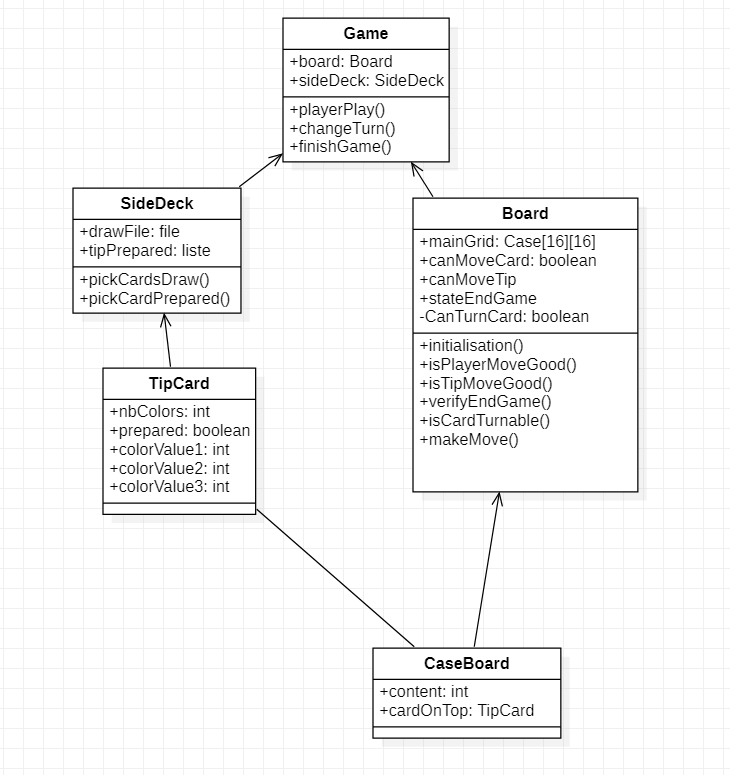 Game
+board: Board
+sideDeck: SideDeck
+playerPlay()
+changeTurn()
+finishGame()
SideDeck
+drawFile: file
+tipPrepared: liste
+pickCardsDraw()
+pickCardPrepared()
Board
+mainGrid: Case[16][16]
+canMoveCard: boolean
+canMoveTip
+stateEndGame
-CanTurnCard: boolean
+initialisation()
+isPlayerMoveGood()
+isTipMoveGood()
+verifyEndGame()
+isCardTurnable()
+makeMove()
TipCard
+nbColors: int
+prepared: boolean
+colorValue1: int
+colorValue2: int
+colorValue3: int
CaseBoard
+content: int
+cardOnTop: TipCard